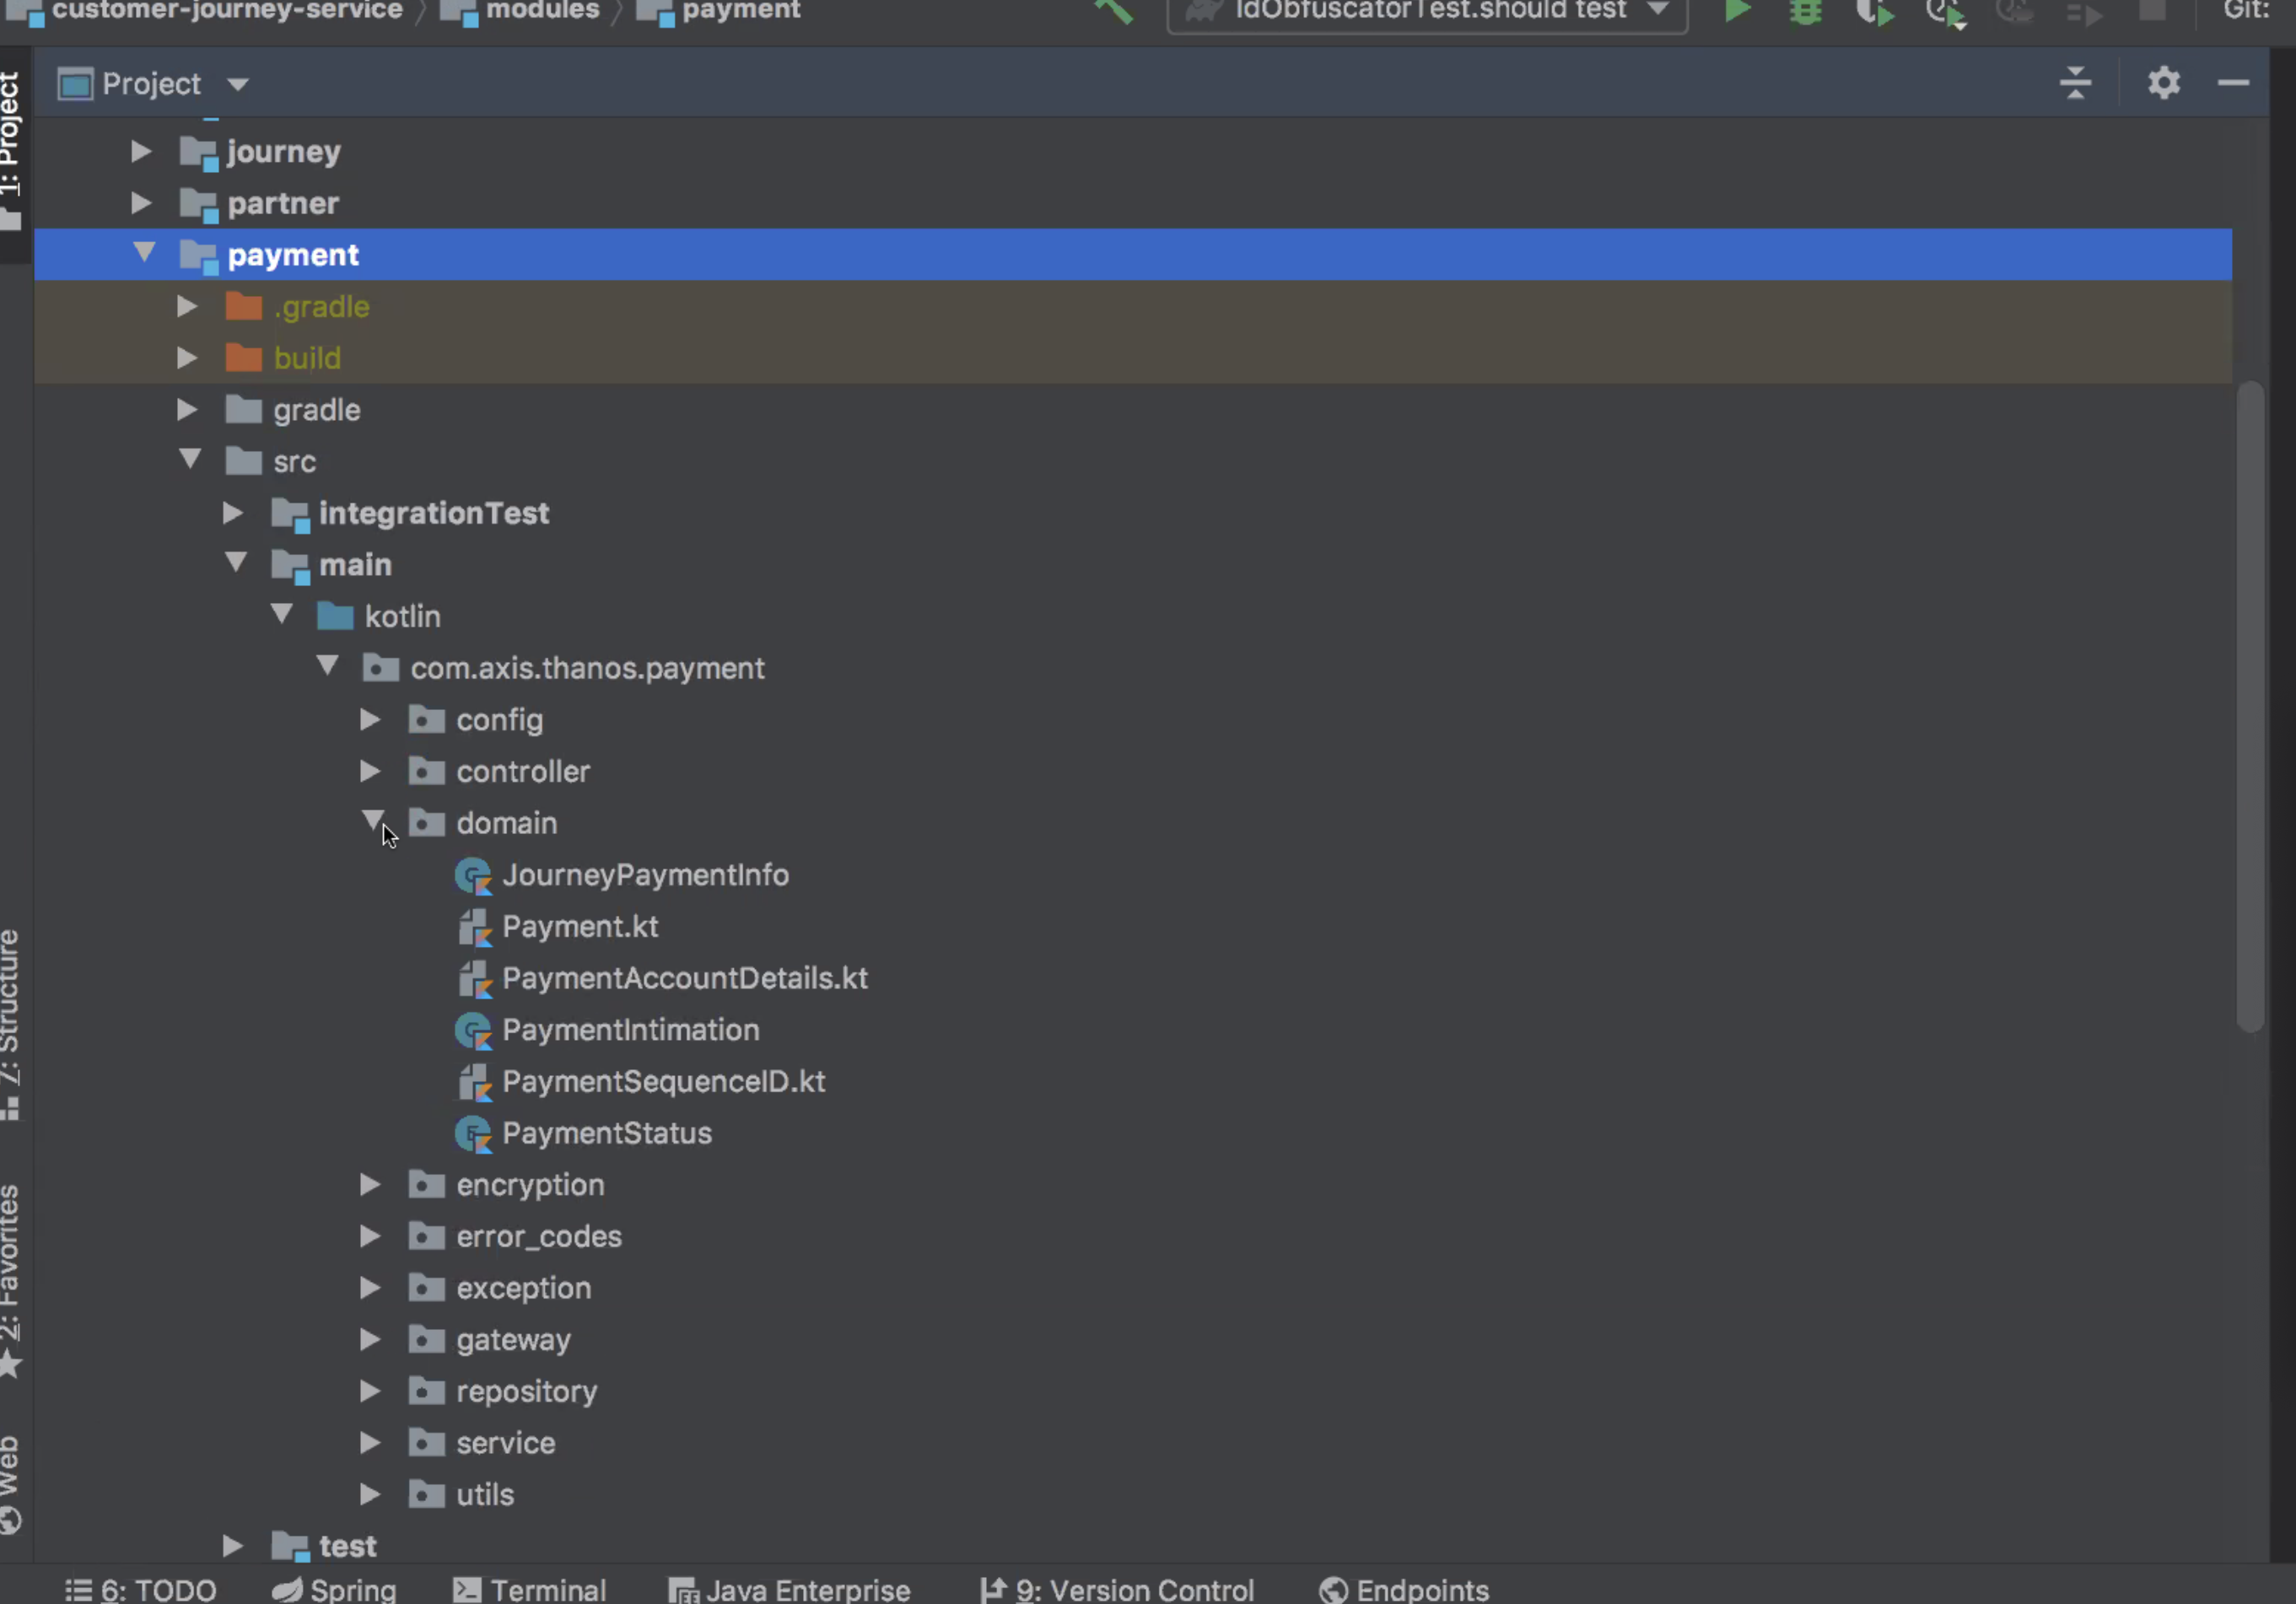 customer-journey-service modules payment IdObfuscatorTest.should test Git:
Project
1: Project
journey
partner
payment
.gradle
build
gradle
src
integrationTest
main
kotlin
com.axis.thanos.payment
config
controller
domain
JourneyPaymentInfo
Payment.kt
PaymentAccountDetails.kt
PaymentIntimation
PaymentSequenceID.kt
PaymentStatus
encryption
error_codes
exception
gateway
repository
service
utils
test
7: Structure
2: Favorites
Web
6: TODO Spring Terminal Java Enterprise 9: Version Control Endpoints